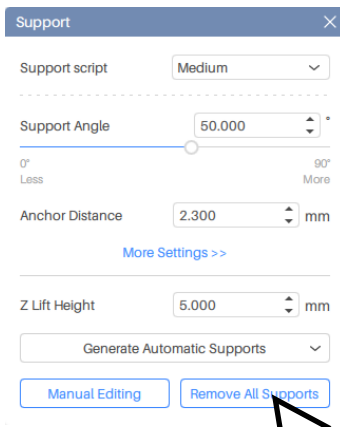 Support
Support script Medium
Support Angle 50.000 °
0° 90°
Less More
Anchor Distance 2.300 mm
More Settings >>
Z Lift Height 5.000 mm
Generate Automatic Supports
Manual Editing Remove All Supports